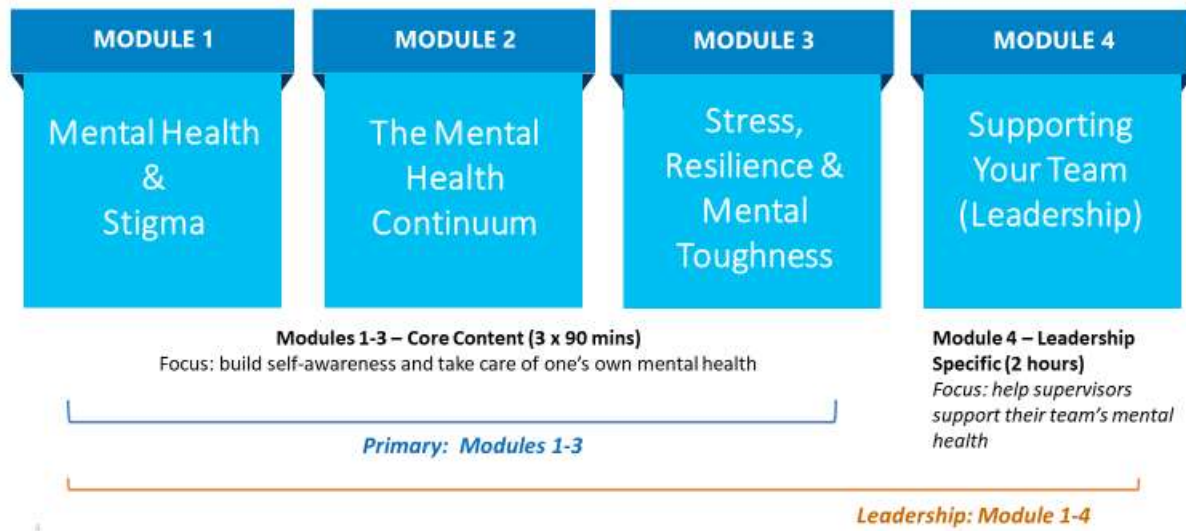 MODULE 1
Mental Health
&
Stigma
MODULE 2
The Mental
Health
Continuum
MODULE 3
Stress,
Resilience &
Mental
Toughness
MODULE 4
Supporting
Your Team
(Leadership)
Modules 1-3 – Core Content (3 x 90 mins)
Focus: build self-awareness and take care of one's own mental health
Module 4 – Leadership
Specific (2 hours)
Focus: help supervisors
support their team's mental
health
Primary: Modules 1-3
Leadership: Module 1-4